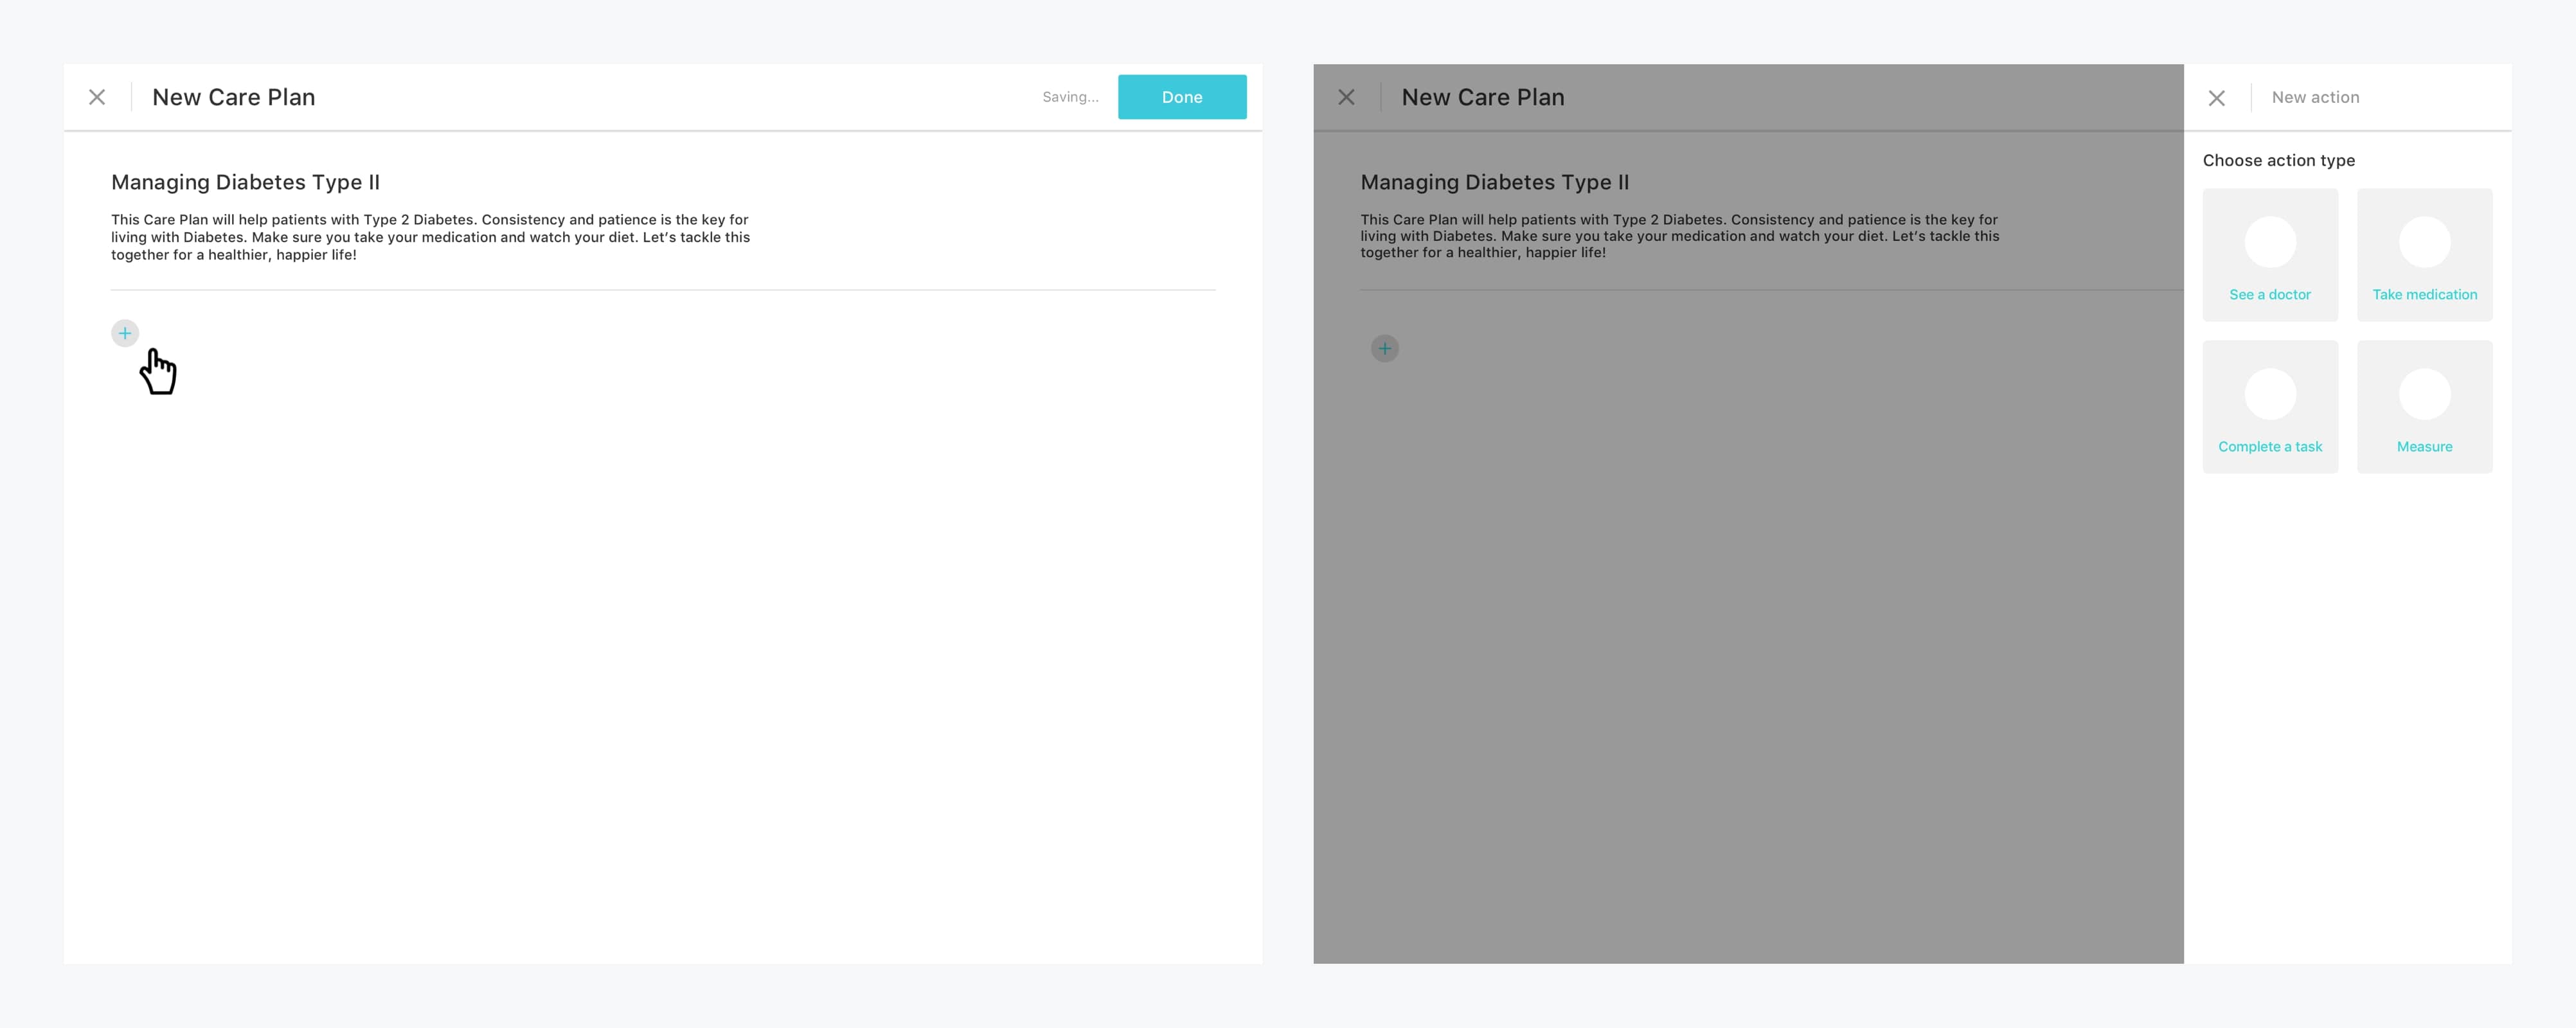 New Care Plan
Saving...
Done
Managing Diabetes Type II
This Care Plan will help patients with Type 2 Diabetes. Consistency and patience is the key for
living with Diabetes. Make sure you take your medication and watch your diet. Let's tackle this
together for a healthier, happier life!
New Care Plan
Managing Diabetes Type II
This Care Plan will help patients with Type 2 Diabetes. Consistency and patience is the key for
living with Diabetes. Make sure you take your medication and watch your diet. Let's tackle this
together for a healthier, happier life!
New action
Choose action type
See a doctor
Take medication
Complete a task
Measure